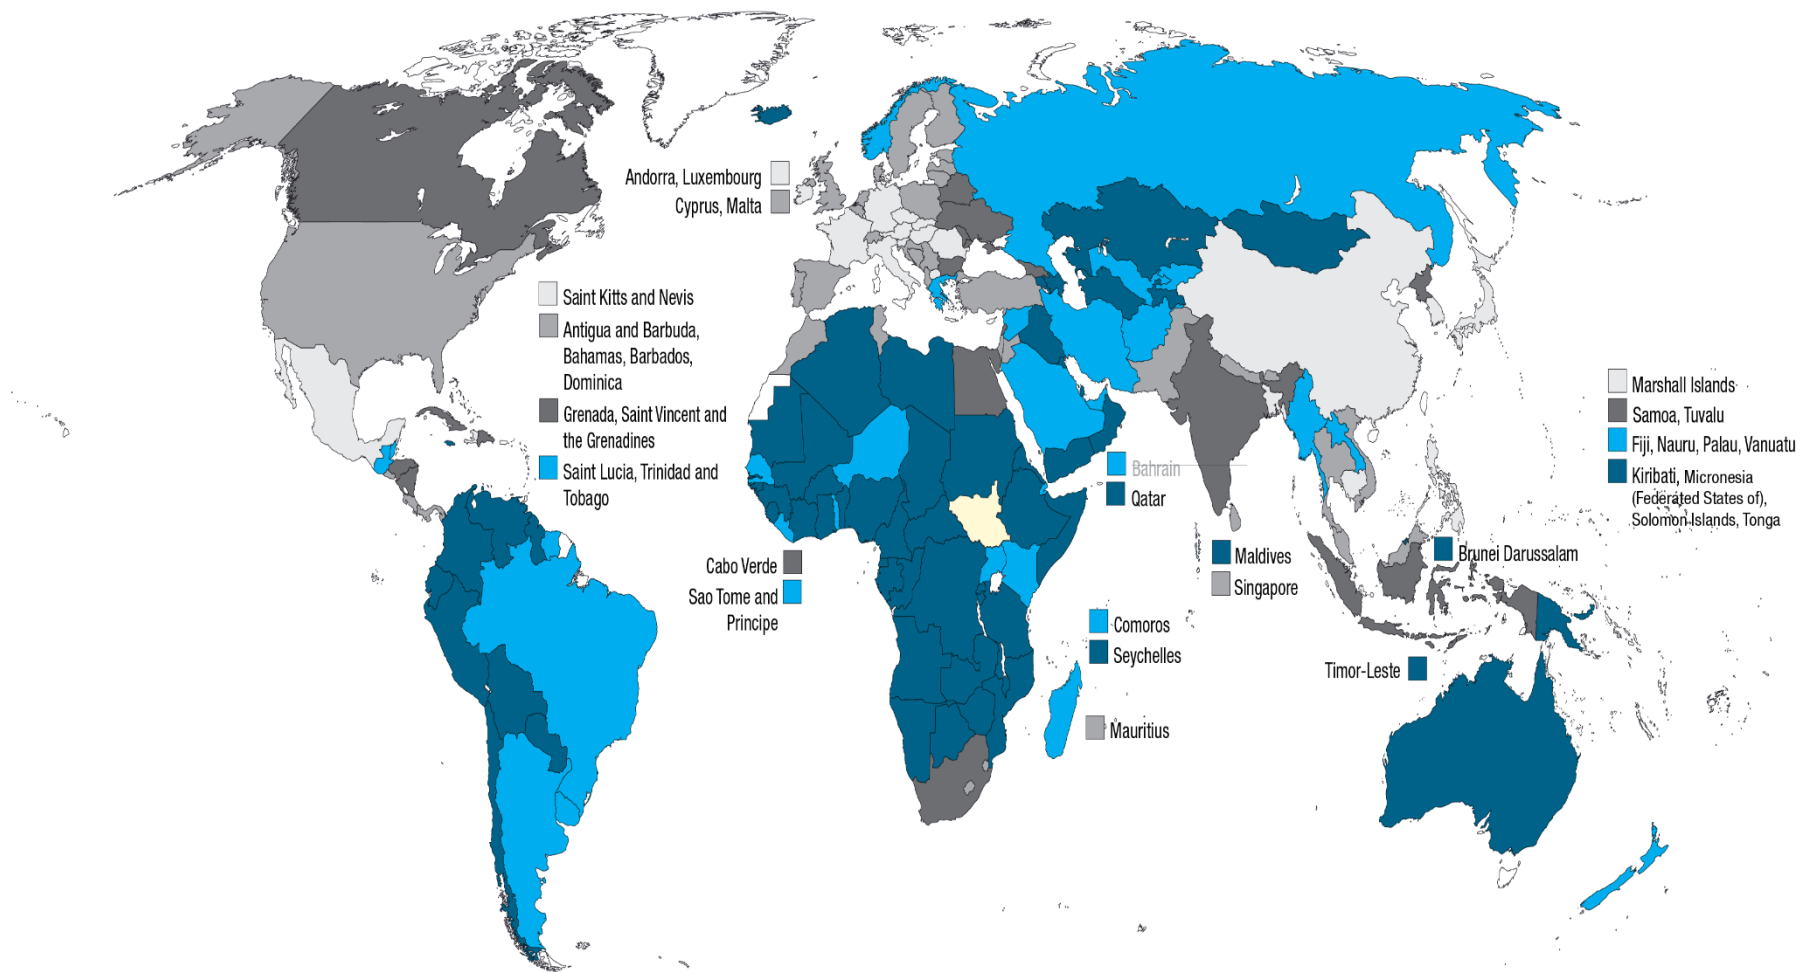 Andorra, Luxembourg
Cyprus, Malta
Saint Kitts and Nevis
Antigua and Barbuda,
Bahamas, Barbados,
Dominica
Grenada, Saint Vincent and
the Grenadines
Saint Lucia, Trinidad and
Tobago
Cabo Verde
Sao Tome and
Principe
Bahrain
Qatar
Comoros
Seychelles
Mauritius
Maldives
Singapore
Brunei Darussalam
Timor-Leste
Marshall Islands
Samoa, Tuvalu
Fiji, Nauru, Palau, Vanuatu
Kiribati, Micronesia
(Federated States of),
Solomon Islands, Tonga